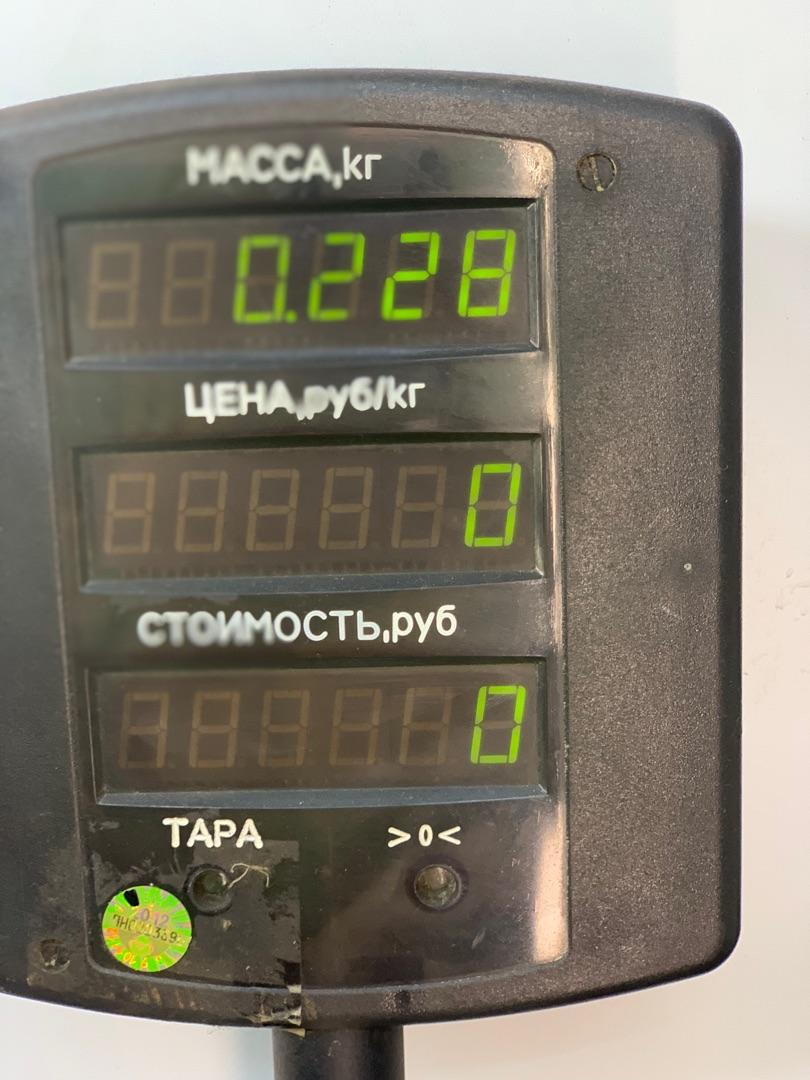 МАССА,кг
0.228
ЦЕНА,руб/кг
0
СТОИМОСТЬ,руб
0
ТАРА >0<